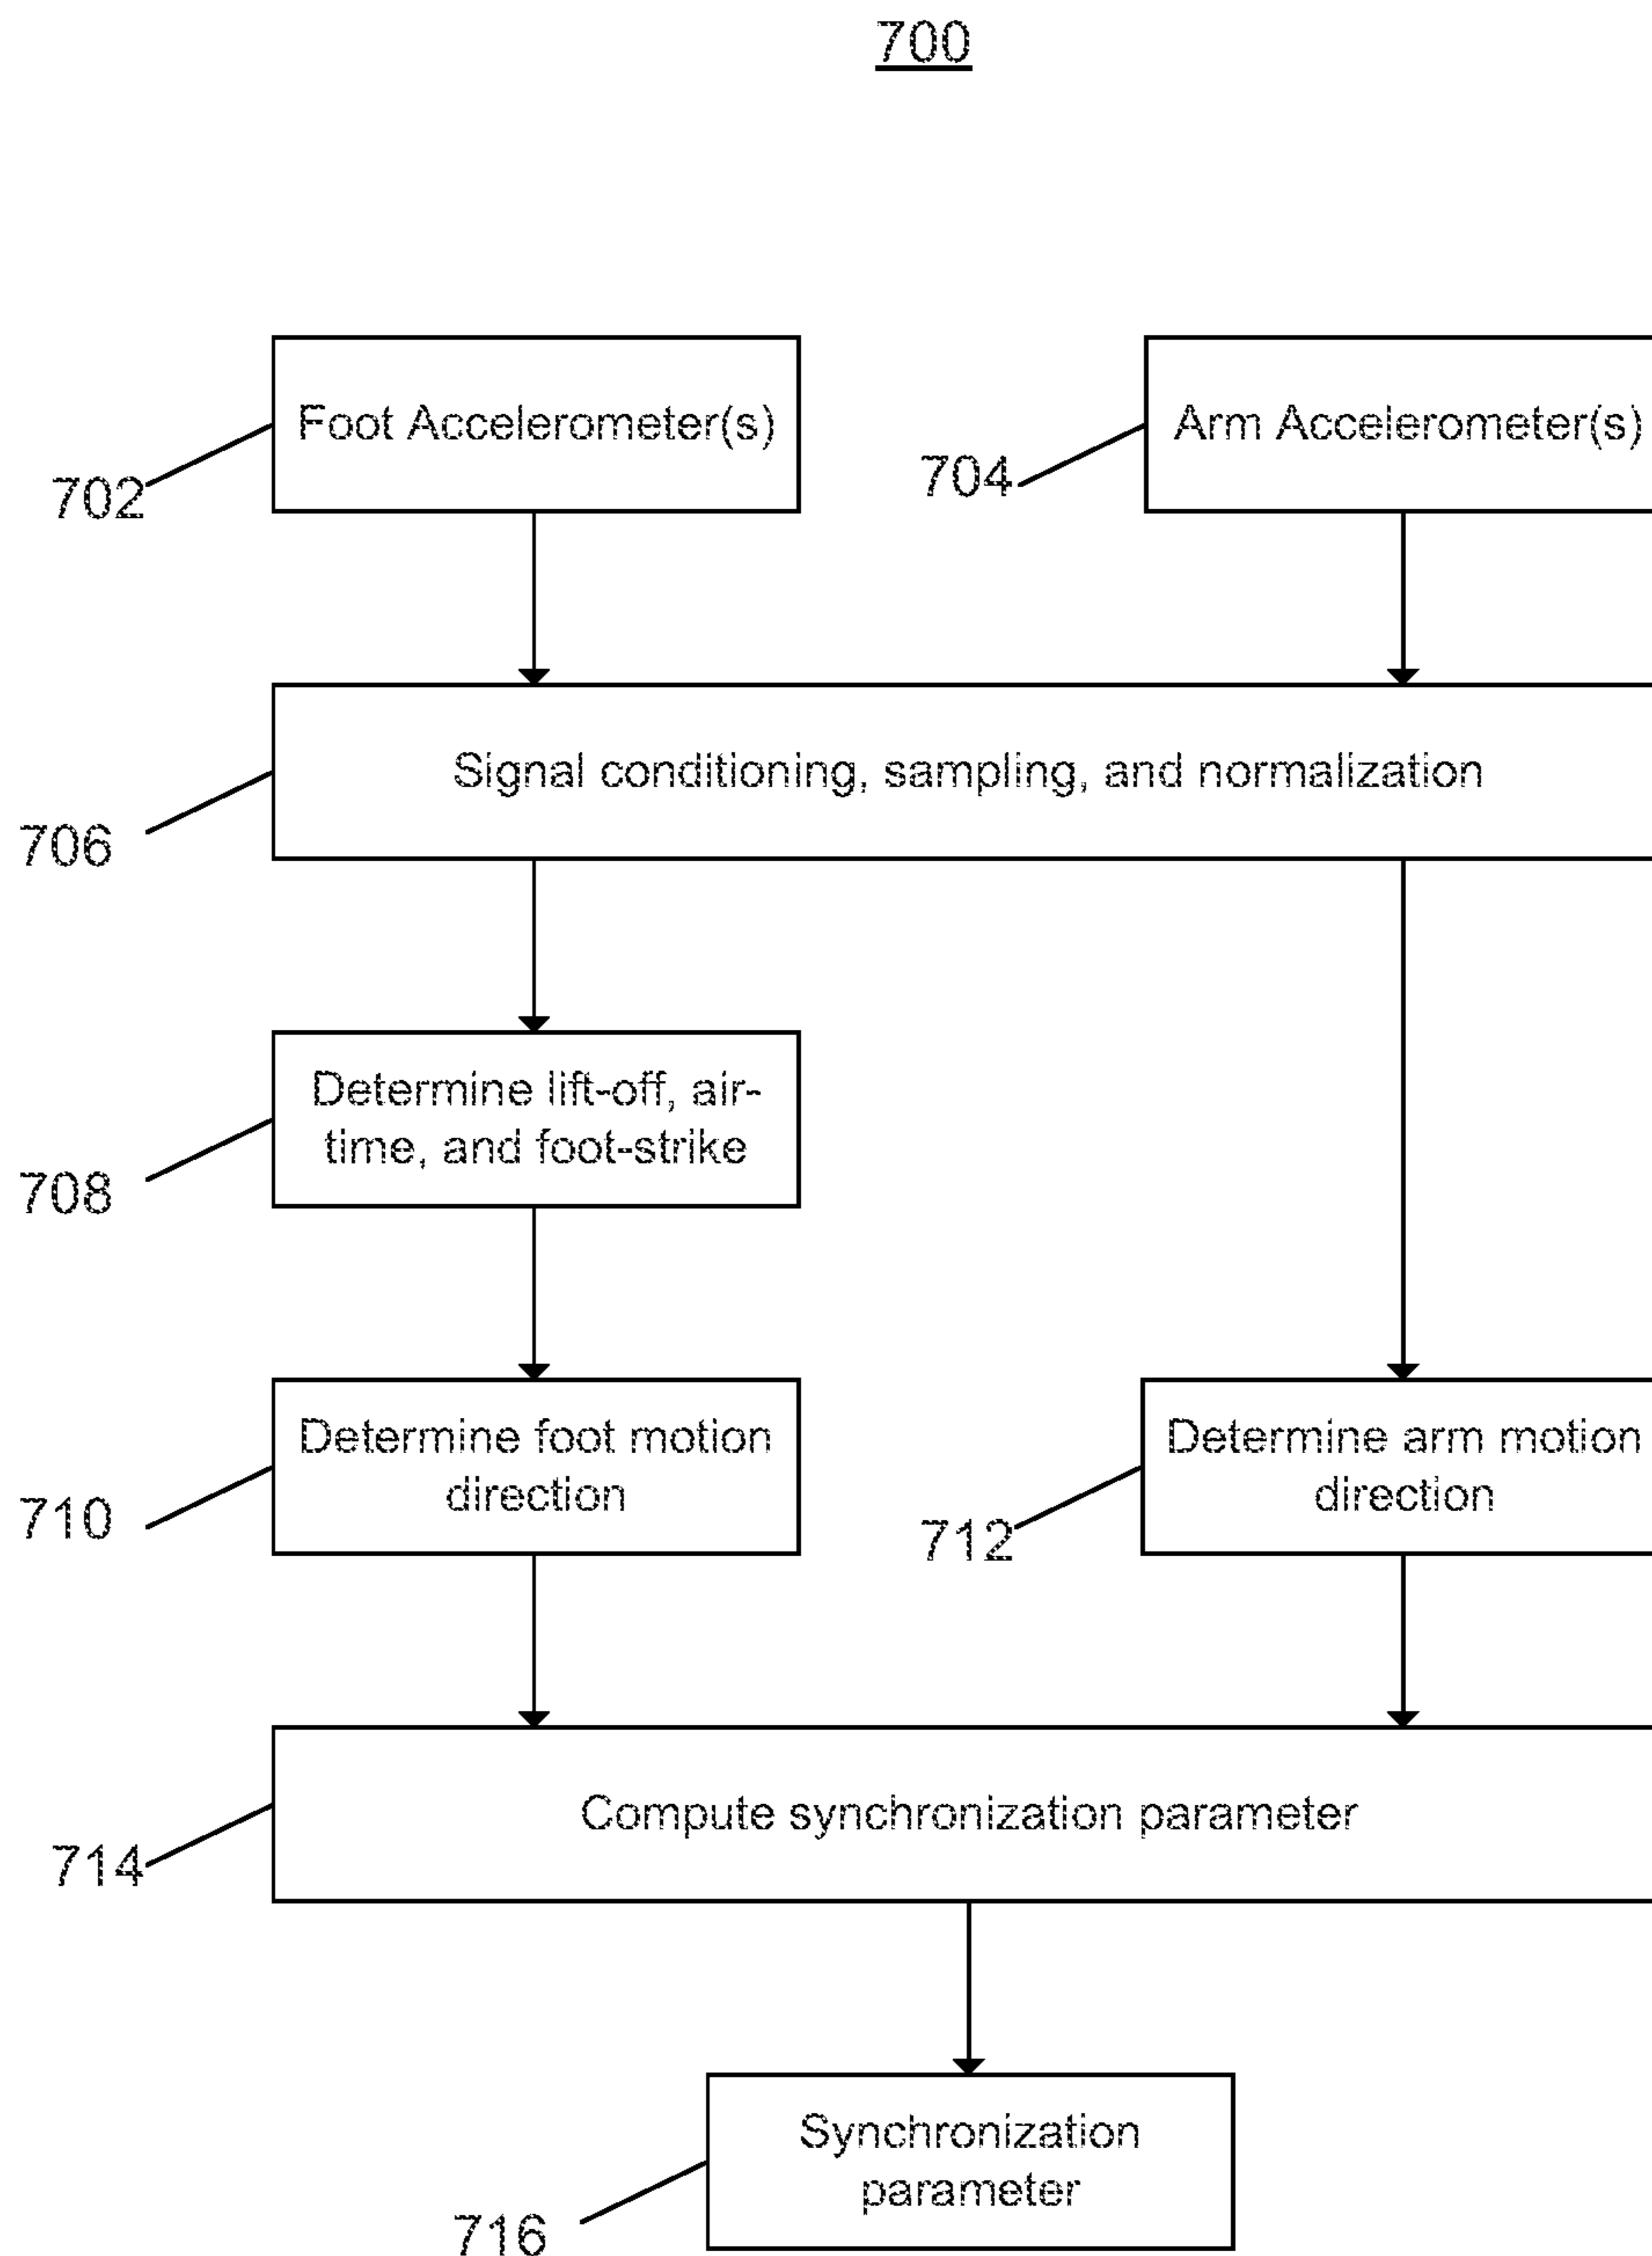 700
Foot Accelerometer(s)
Arm Accelerometer(s)
702
704
Signal conditioning, sampling, and normalization
706
Determine lift-off, air-
time, and foot-strike
708
Determine foot motion
direction
Determine arm motion
direction
710
712
Compute synchronization parameter
714
Synchronization
parameter
716